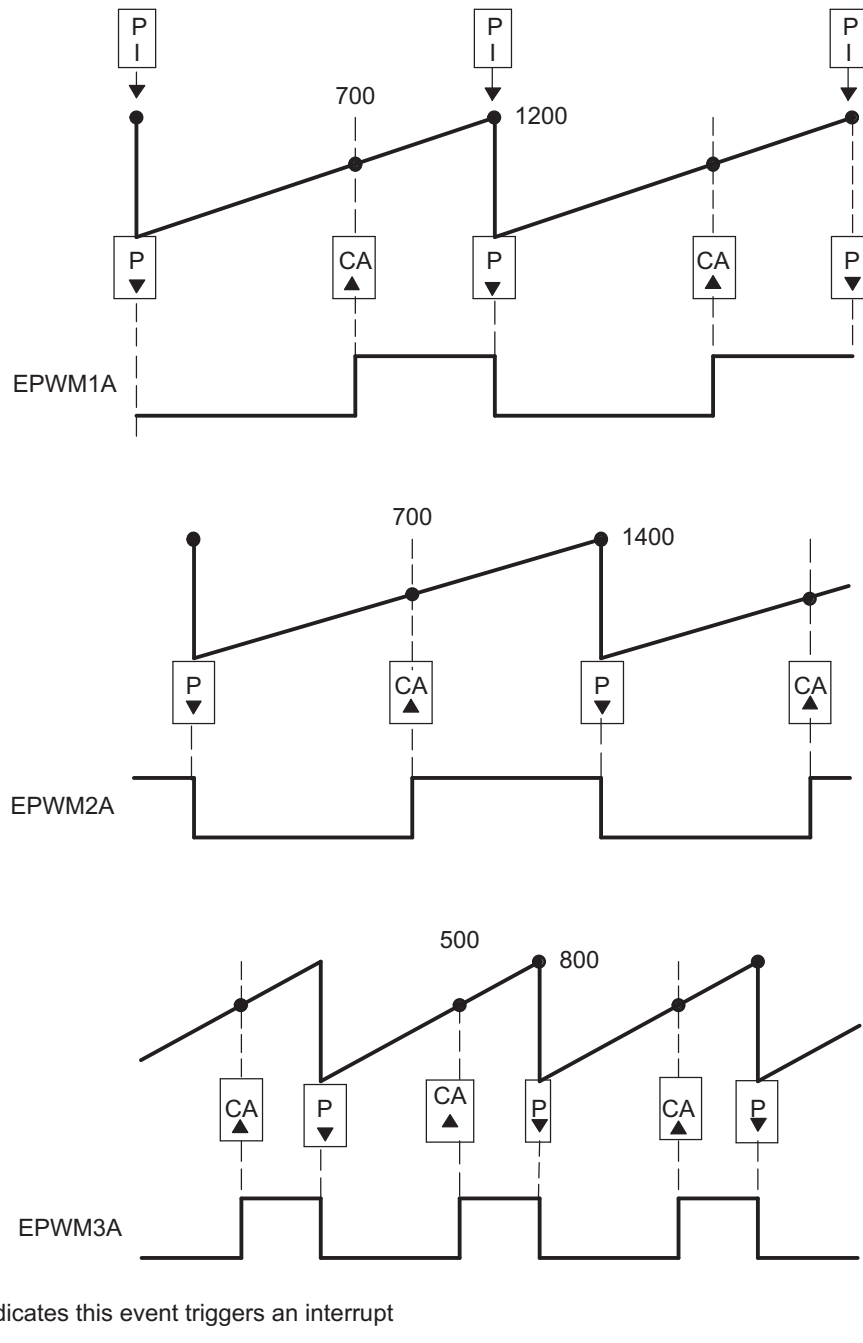 P
I
P
I
P
I
700
1200
P
CA
P
CA
P
EPWM1A
700
1400
P
CA
P
CA
EPWM2A
500
800
CA
P
CA
P
CA
P
EPWM3A
dicates this event triggers an interrupt